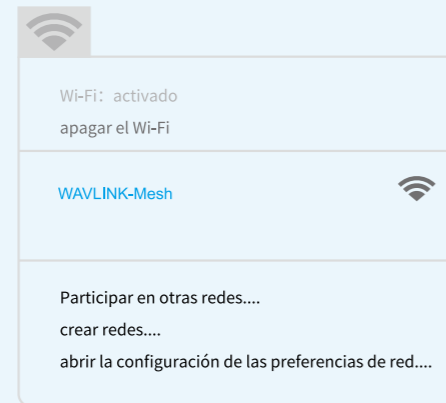 Wi-Fi: activado
apagar el Wi-Fi
WAVLINK-Mesh
Participar en otras redes....
crear redes....
abrir la configuración de las preferencias de red....